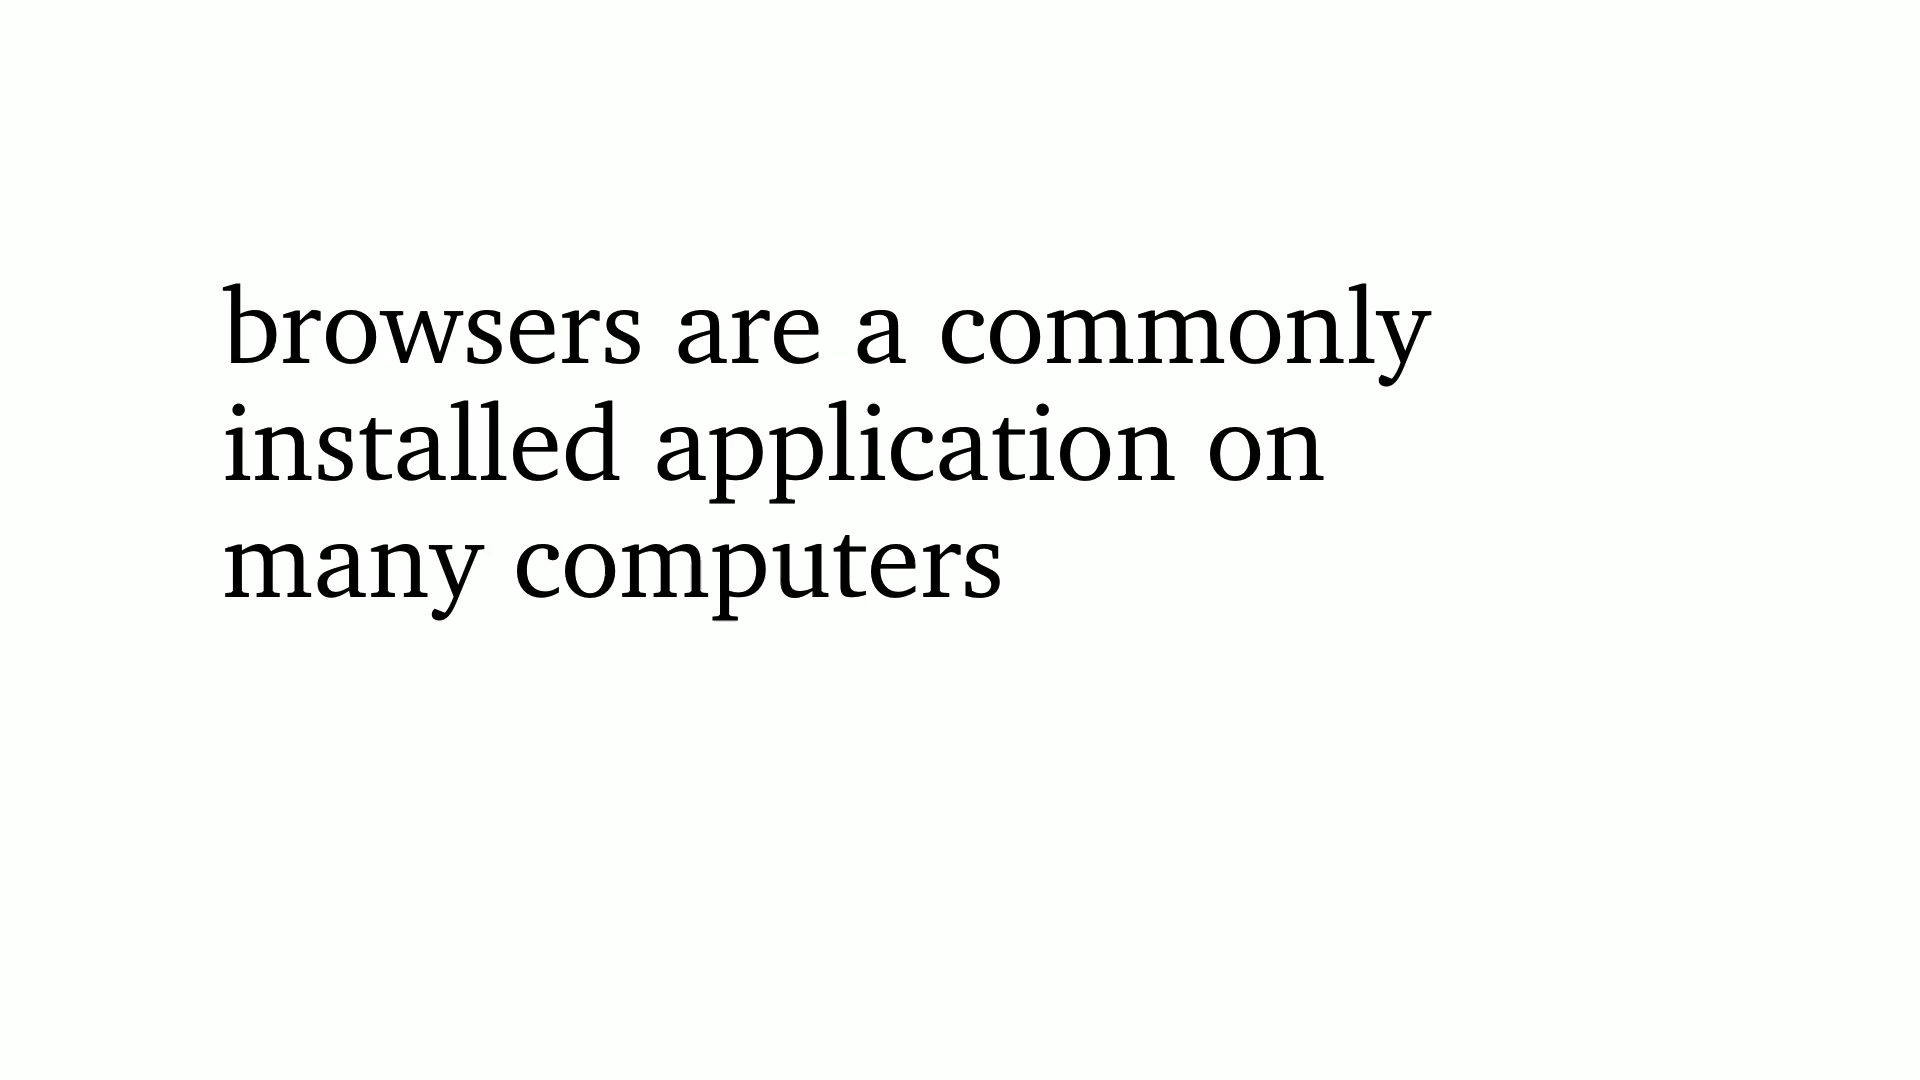 browsers are a commonly
installed application on
many computers